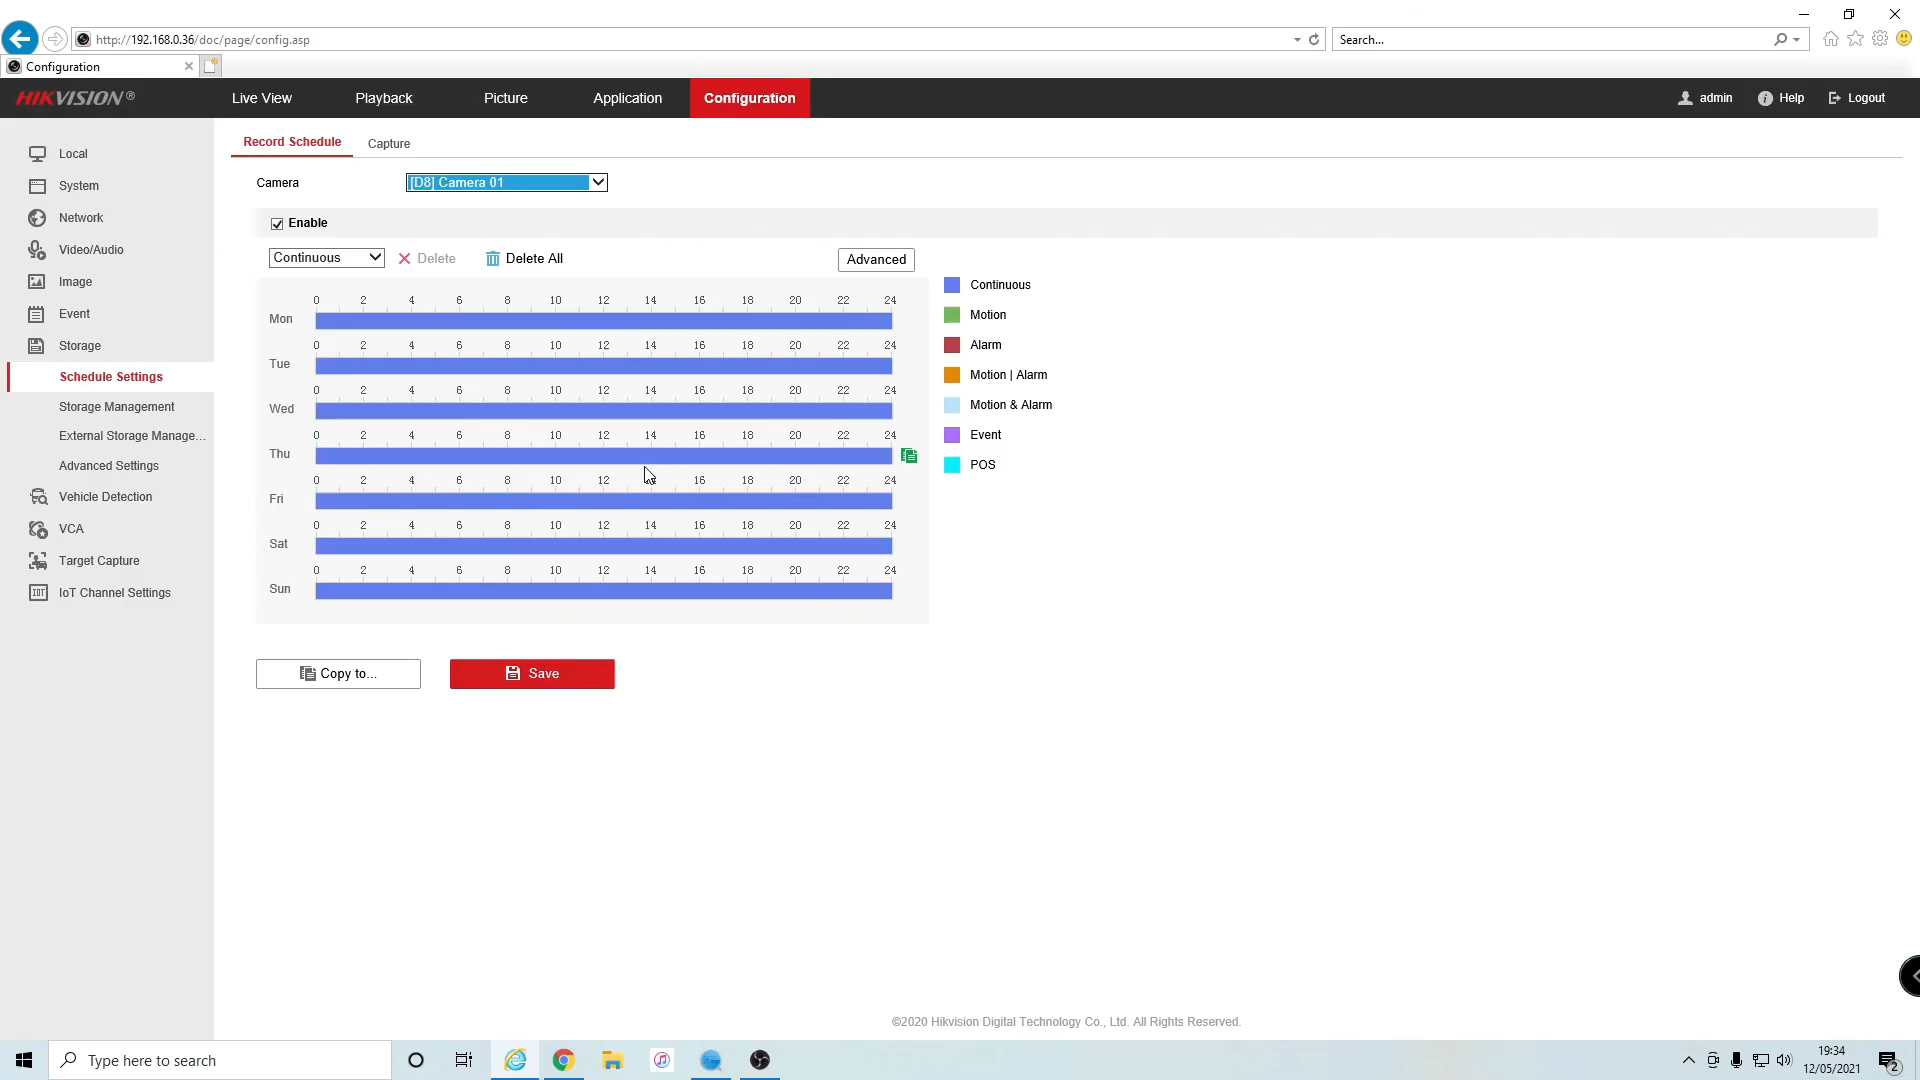 http://192.168.0.36/doc/page/config.asp
Search...
Configuration
HIKVISION®
Live View
Playback
Picture
Application
Configuration
admin
Help
Logout
Local
System
Network
Video/Audio
Image
Event
Storage
Schedule Settings
Storage Management
External Storage Manage...
Advanced Settings
Vehicle Detection
VCA
Target Capture
IOT
IoT Channel Settings
Record Schedule
Capture
Camera
[D8] Camera 01
Enable
Continuous
Delete
Delete All
Advanced
0 2 4 6 8 10 12 14 16 18 20 22 24
Mon
0 2 4 6 8 10 12 14 16 18 20 22 24
Tue
0 2 4 6 8 10 12 14 16 18 20 22 24
Wed
0 2 4 6 8 10 12 14 16 18 20 22 24
Thu
0 2 4 6 8 10 12 14 16 18 20 22 24
Fri
0 2 4 6 8 10 12 14 16 18 20 22 24
Sat
0 2 4 6 8 10 12 14 16 18 20 22 24
Sun
Continuous
Motion
Alarm
Motion | Alarm
Motion & Alarm
Event
POS
Copy to...
Save
©2020 Hikvision Digital Technology Co., Ltd. All Rights Reserved.
Type here to search
19:34
12/05/2021
2